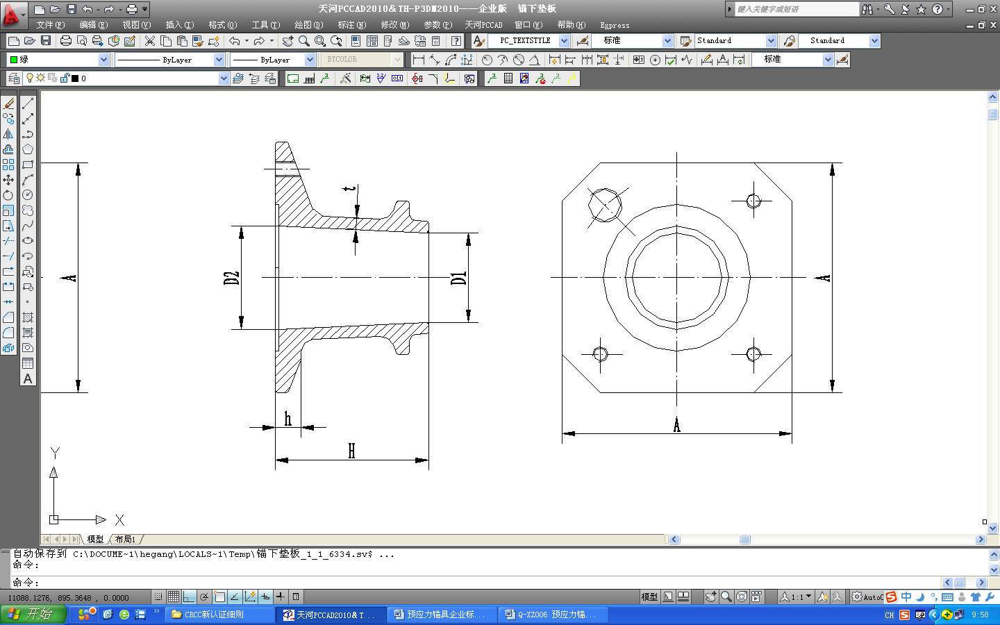 天河PCCAD2010＆TH-P3DM2010——企业版 锚下垫板
键入关键字或短语
文件(F) 编辑(E) 视图(V) 插入(I) 格式(O) 工具(T) 绘图(D) 标注(N) 修改(M) 参数(P) 天河PCCAD 窗口(W) 帮助(H) Express
PC_TEXTSTYLE 标准 Standard Standard
绿 ByLayer ByLayer BYCOLOR 标准
0
A
t
D2
D1
h
H
A
A
Y
X
模型 布局1
自动保存到 C:\DOCUME~1\hegang\LOCALS~1\Temp\锚下垫板_1_1_6334.sv$ ...
命令:
命令:
11088.1276, 895.3648 , 0.0000 模型 1:1 AutoC 中
开始 CRCC新认证细则 天河PCCAD2010＆T... 预应力锚具企业标... Q-XZ006 预应力锚... CH 9:58